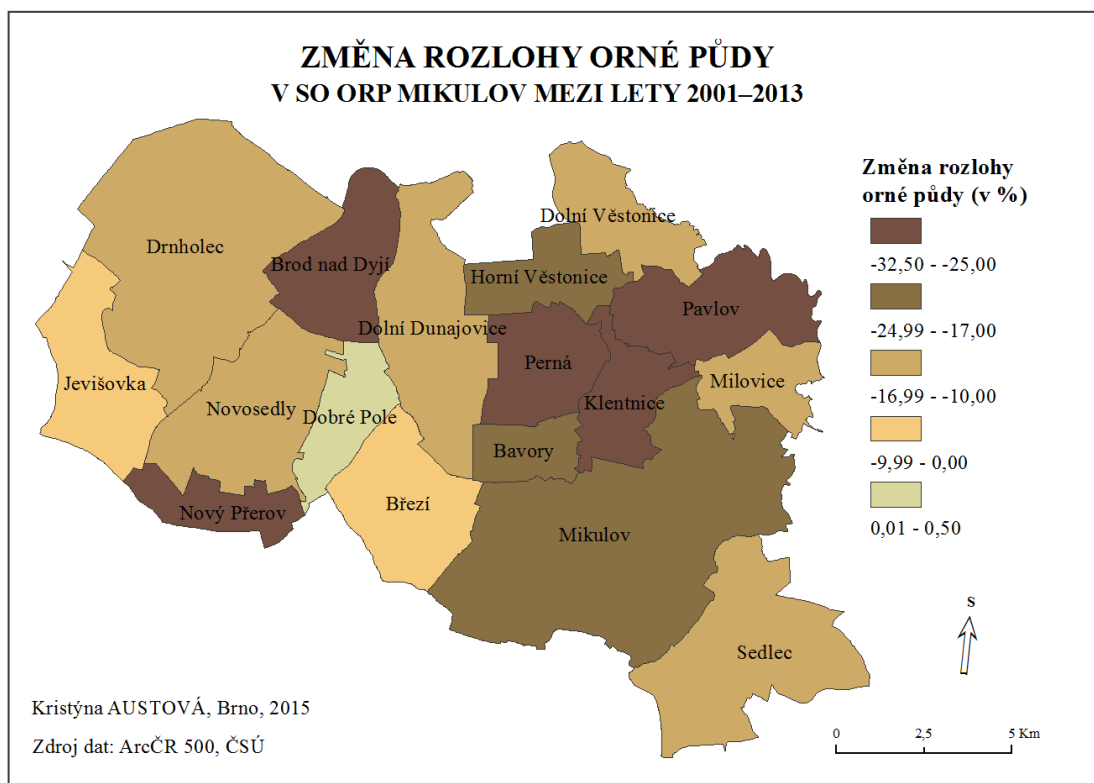 ZMĚNA ROZLOHY ORNÉ PŮDY
V SO ORP MIKULOV MEZI LETY 2001–2013
Změna rozlohy
orné půdy (v %)
-32,50 - -25,00
-24,99 - -17,00
-16,99 - -10,00
-9,99 - 0,00
0,01 - 0,50
Dolní Věstonice
Drnholec
Brod nad Dyjí
Horní Věstonice
Pavlov
Dolní Dunajovice
Perná
Jevišovka
Milovice
Novosedly
Klentnice
Dobré Pole
Bavory
Březí
Nový Přerov
Mikulov
Sedlec
S
Kristýna AUSTOVÁ, Brno, 2015
Zdroj dat: ArcČR 500, ČSÚ
0 2,5 5 Km